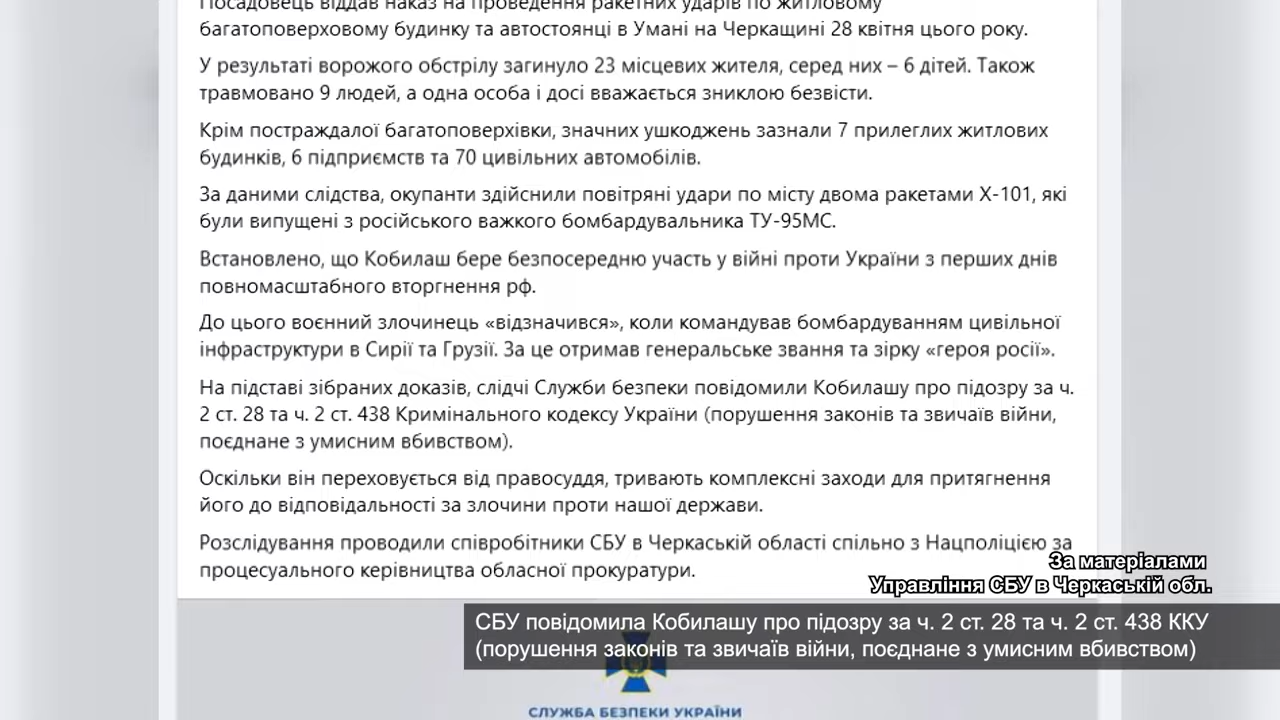 Посадовець віддав наказ на проведення ракетних ударів по житловому
багатоповерховому будинку та автостоянці в Умані на Черкащині 28 квітня цього року.
У результаті ворожого обстрілу загинуло 23 місцевих жителя, серед них – 6 дітей. Також
травмовано 9 людей, а одна особа і досі вважається зниклою безвісти.
Крім постраждалої багатоповерхівки, значних ушкоджень зазнали 7 прилеглих житлових
будинків, 6 підприємств та 70 цивільних автомобілів.
За даними слідства, окупанти здійснили повітряні удари по місту двома ракетами Х-101, які
були випущені з російського важкого бомбардувальника ТУ-95МС.
Встановлено, що Кобилаш бере безпосередню участь у війні проти України з перших днів
повномасштабного вторгнення рф.
До цього воєнний злочинець «відзначився», коли командував бомбардуванням цивільної
інфраструктури в Сирії та Грузії. За це отримав генеральське звання та зірку «героя росії».
На підставі зібраних доказів, слідчі Служби безпеки повідомили Кобилашу про підозру за ч.
2 ст. 28 та ч. 2 ст. 438 Кримінального кодексу України (порушення законів та звичаїв війни,
поєднане з умисним вбивством).
Оскільки він переховується від правосуддя, тривають комплексні заходи для притягнення
його до відповідальності за злочини проти нашої держави.
Розслідування проводили співробітники СБУ в Черкаській області спільно з Нацполіцією за
процесуального керівництва обласної прокуратури.
За матеріалами
Управління СБУ в Черкаській обл.
СБУ повідомила Кобилашу про підозру за ч. 2 ст. 28 та ч. 2 ст. 438 ККУ
(порушення законів та звичаїв війни, поєднане з умисним вбивством)
СЛУЖБА БЕЗПЕКИ УКРАЇНИ